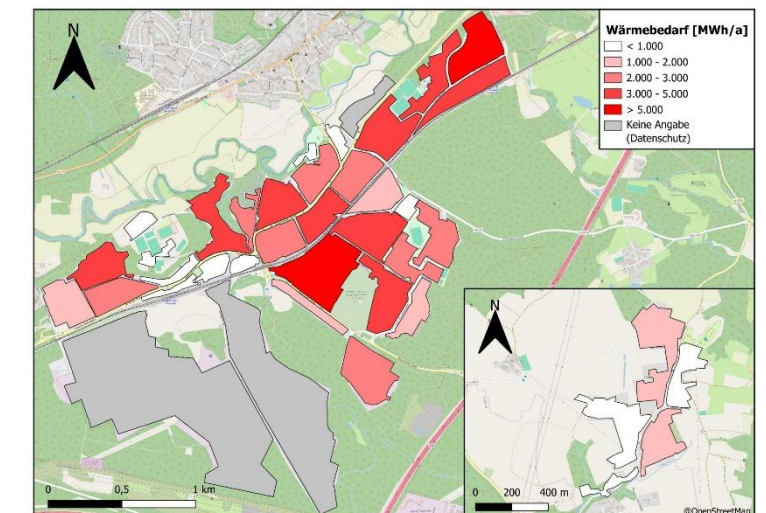 N
Wärmebedarf [MWh/a]
< 1.000
1.000 - 2.000
2.000 - 3.000
3.000 - 5.000
> 5.000
Keine Angabe
(Datenschutz)
N
0 0,5 1 km
0 200 400 m
@OpenStreetMap